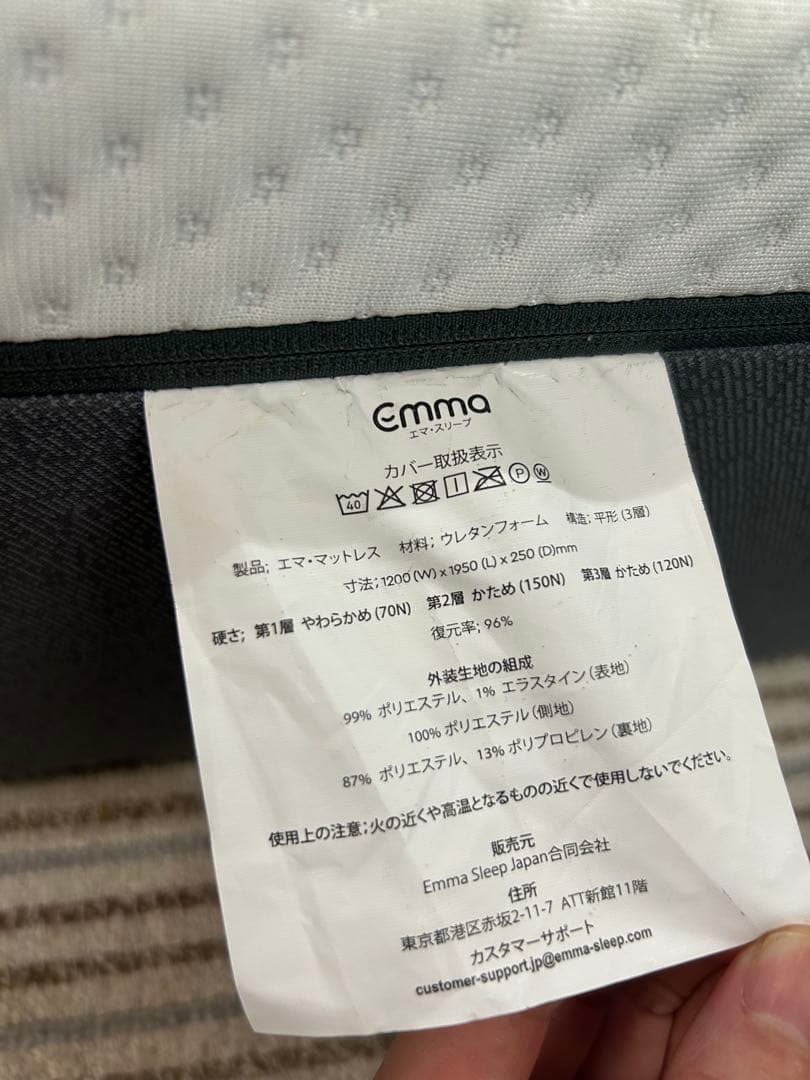 emma
エマ・スリープ
カバー取扱表示
40 P W
製品; エマ・マットレス 材料; ウレタンフォーム 構造; 平形 (3層)
寸法;1200 (W) x 1950 (L) x 250 (D)mm
硬さ; 第1層 やわらかめ (70N) 第2層 かため (150N) 第3層 かため (120N)
復元率; 96%
外装生地の組成
99% ポリエステル、1% エラスタイン (表地)
100% ポリエステル (側地)
87% ポリエステル、13% ポリプロピレン (裏地)
使用上の注意;火の近くや高温となるものの近くで使用しないでください。
販売元
Emma Sleep Japan合同会社
住所
東京都港区赤坂2-11-7 ATT新館11階
カスタマーサポート
customer-support.jp@emma-sleep.com